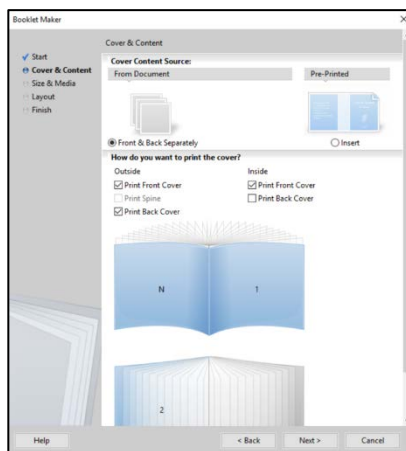 Booklet Maker
Start
Cover & Content
Size & Media
Layout
Finish
Cover & Content
Cover Content Source:
From Document Pre-Printed
Front & Back Separately Insert
How do you want to print the cover?
Outside Inside
Print Front Cover Print Front Cover
Print Spine Print Back Cover
Print Back Cover
N 1
2
Help < Back Next > Cancel